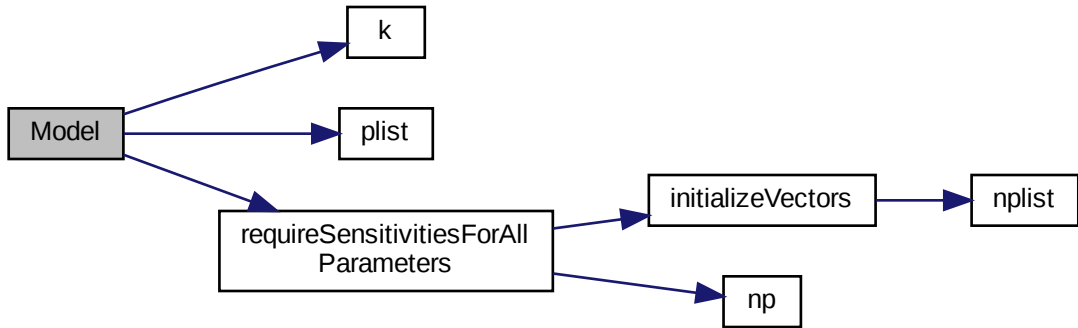 Model
k
plist
requireSensitivitiesForAll
Parameters
initializeVectors
nplist
np